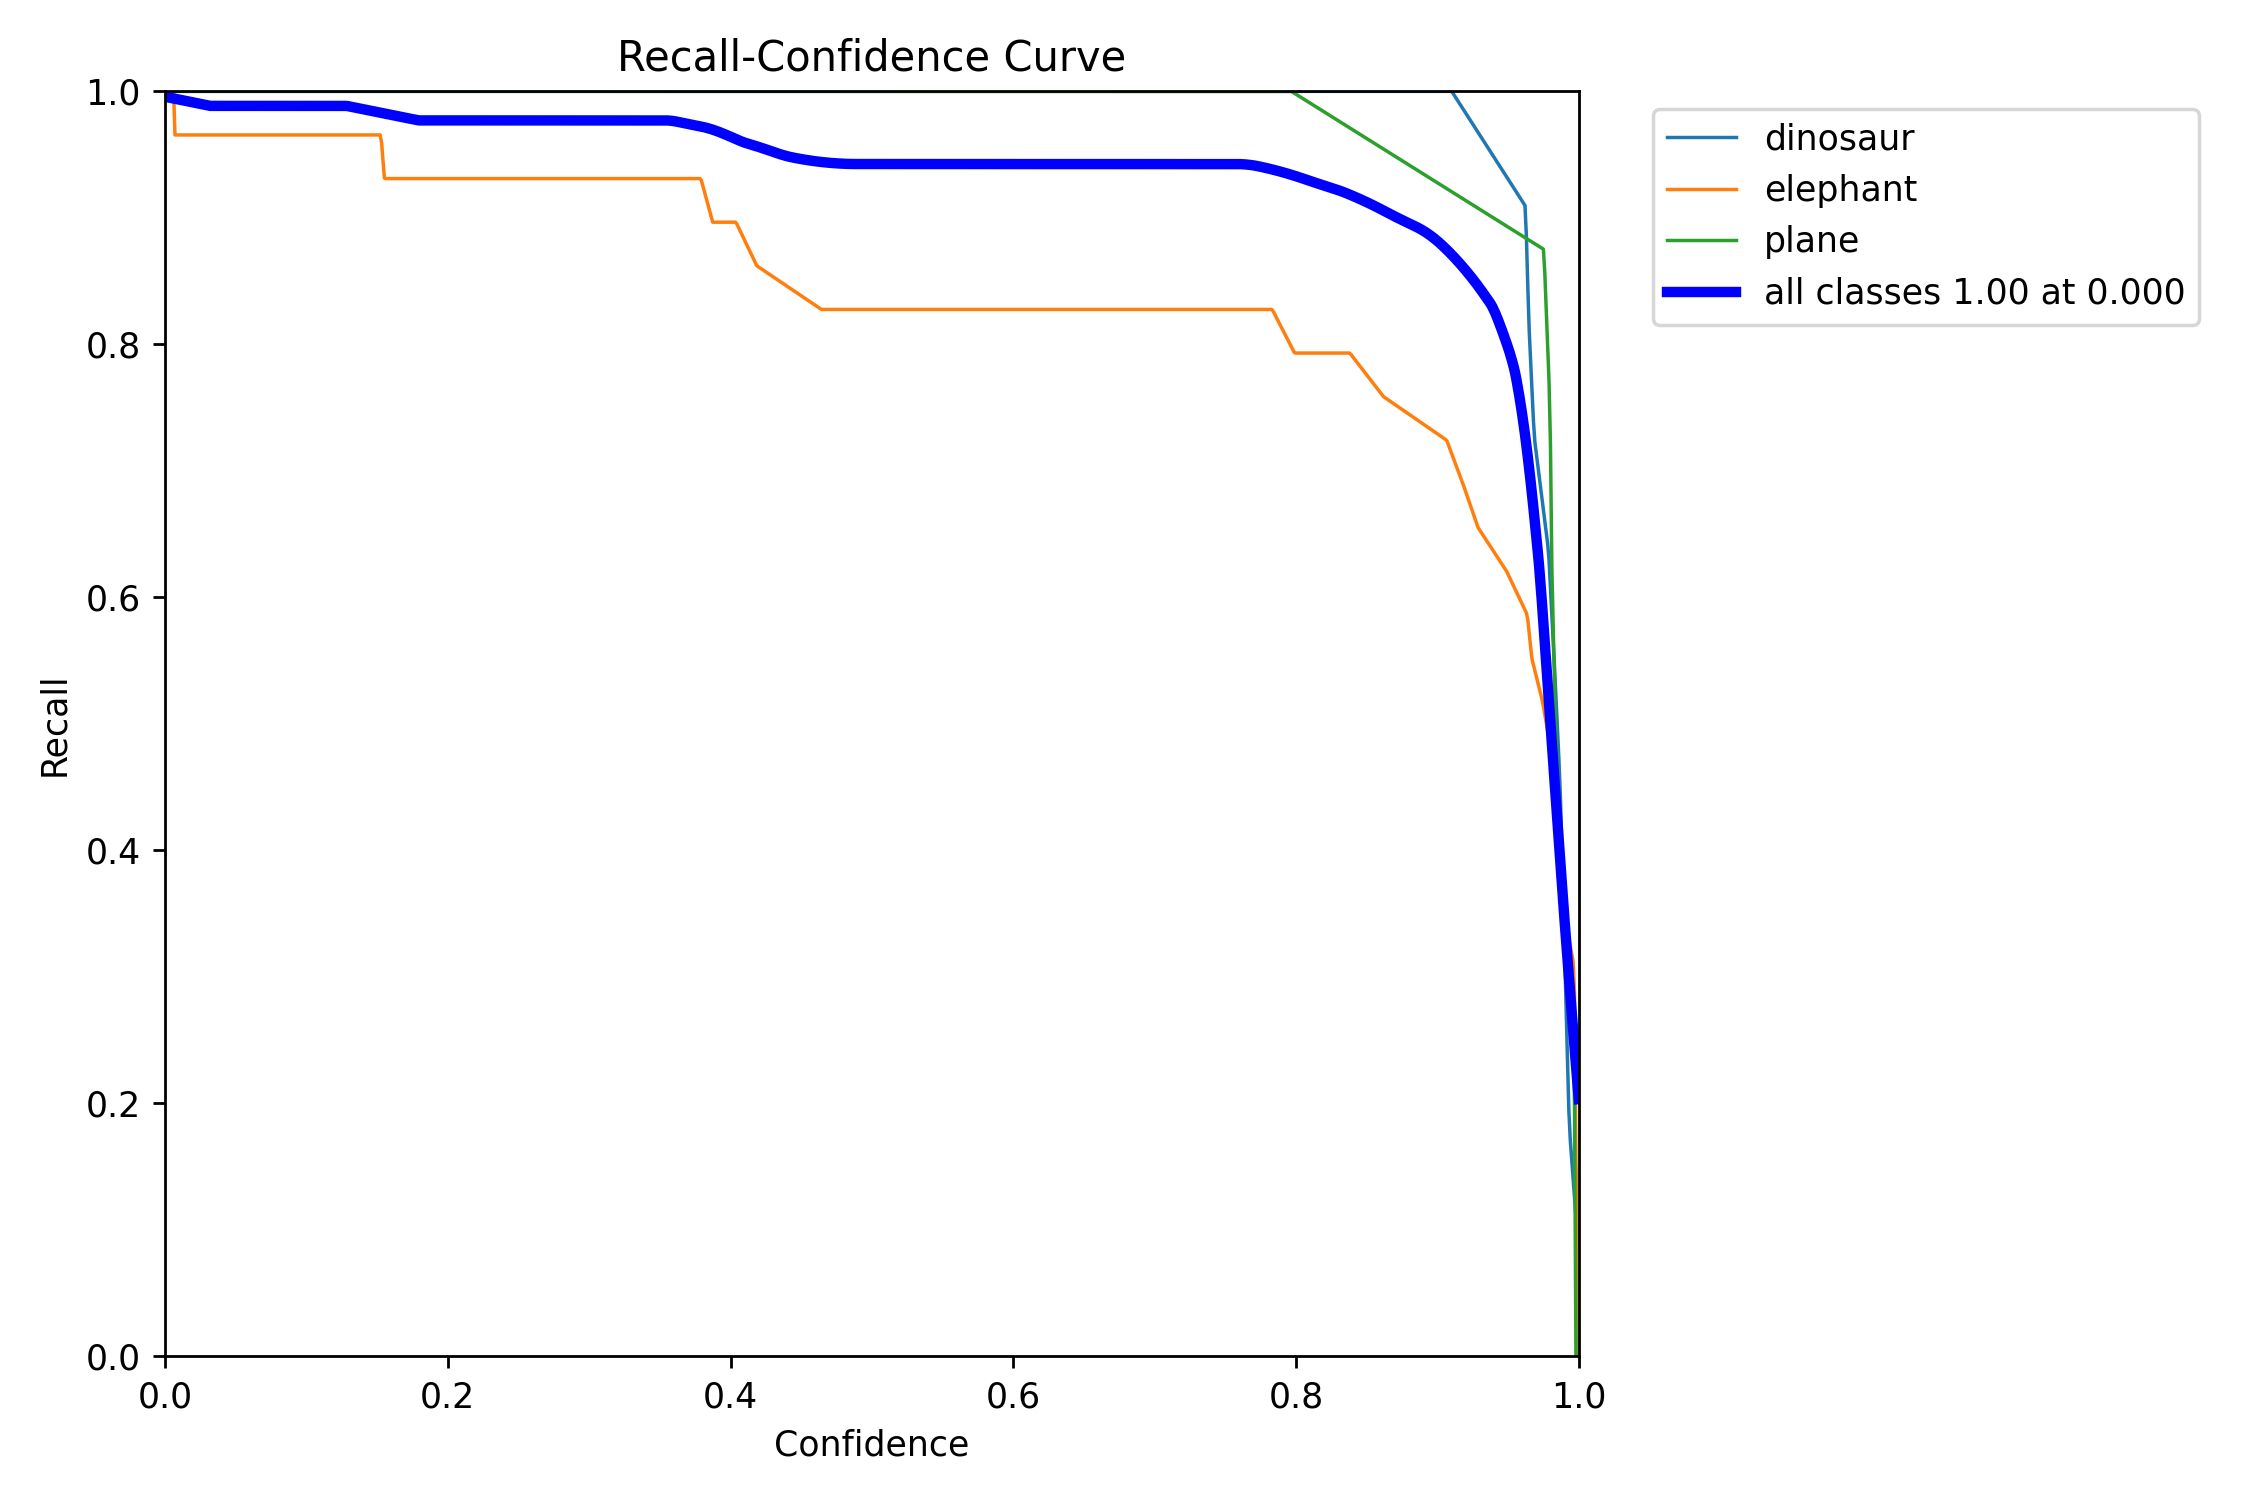 Recall-Confidence Curve
1.0
0.8
0.6
0.4
0.2
0.0
Recall
0.0 0.2 0.4 0.6 0.8 1.0
Confidence
dinosaur
elephant
plane
all classes 1.00 at 0.000